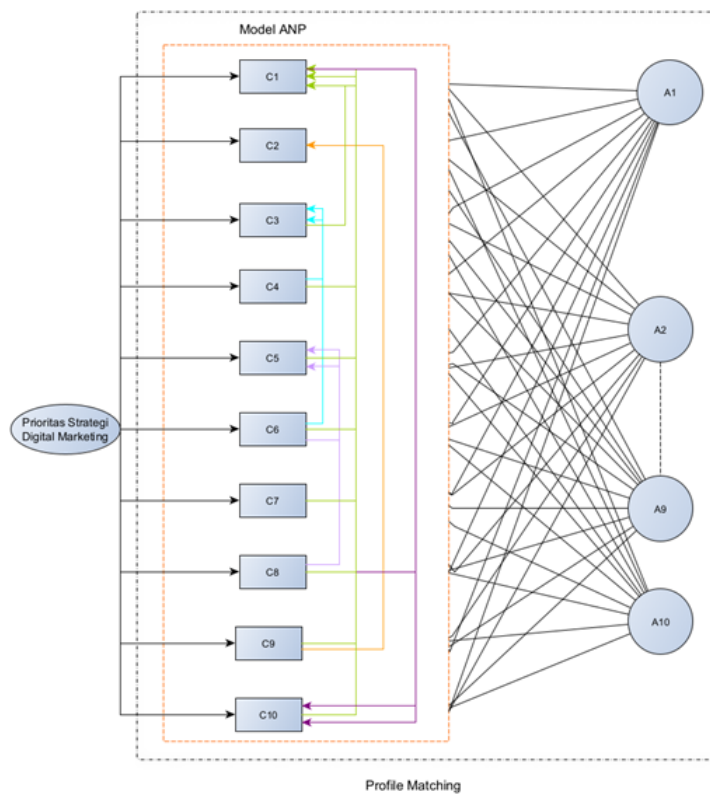 Model ANP
C1
C2
C3
C4
C5
C6
C7
C8
C9
C10
Prioritas Strategi
Digital Marketing
A1
A2
A9
A10
Profile Matching